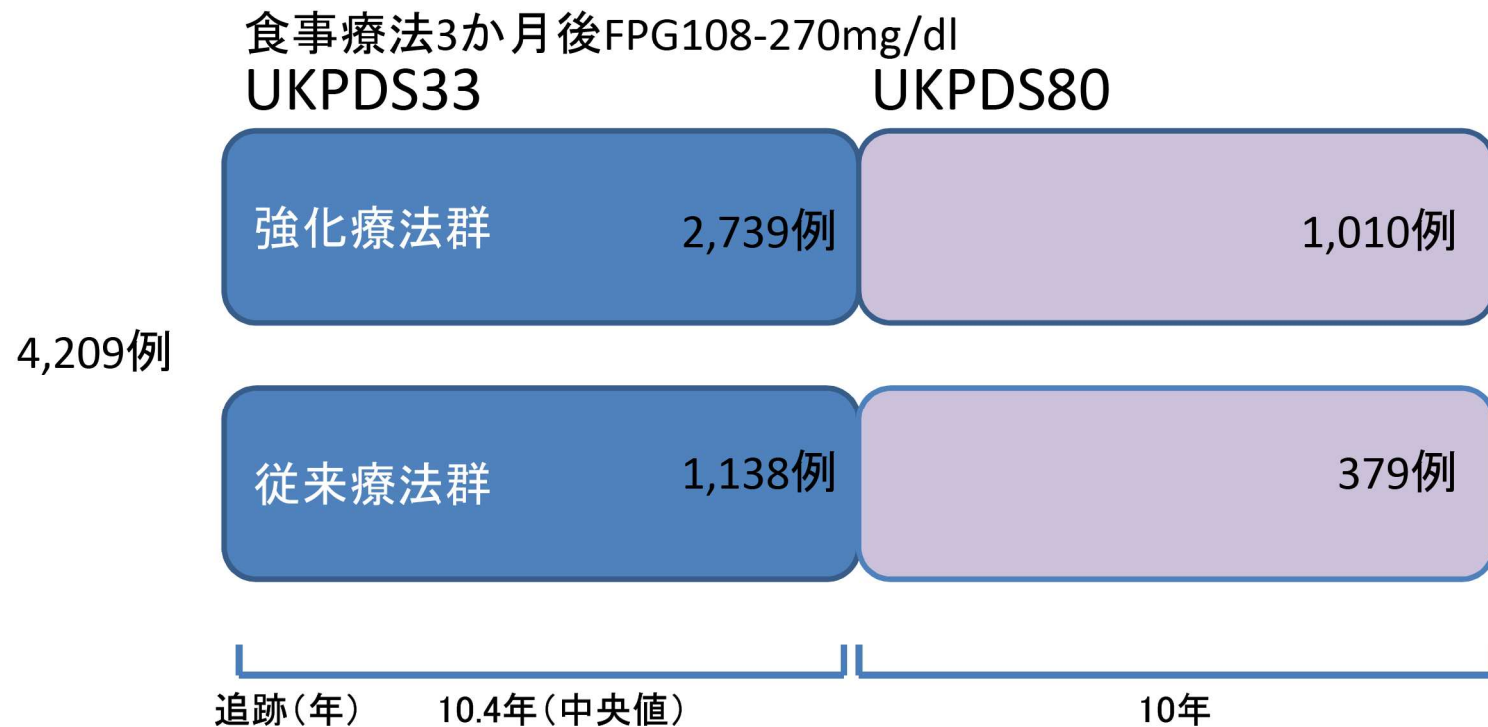 食事療法3か月後FPG108-270mg/dl
UKPDS33 UKPDS80
強化療法群 2,739例 1,010例
4,209例
従来療法群 1,138例 379例
追跡（年） 10.4年（中央値） 10年